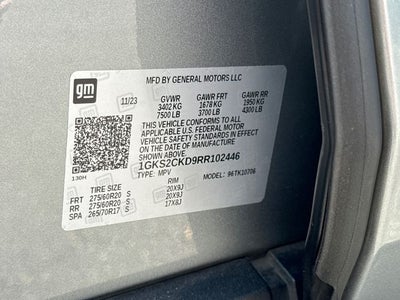 gm
MFD BY GENERAL MOTORS LLC
11/23 GVWR GAWR FRT GAWR RR
3402 KG 1678 KG 1950 KG
7500 LB 3700 LB 4300 LB
THIS VEHICLE CONFORMS TO ALL
APPLICABLE U.S. FEDERAL MOTOR
VEHICLE SAFETY STANDARDS IN EFFECT
ON THE DATE OF MANUFACTURE SHOWN ABOVE.
1GKS2CKD9RR102446
130H TYPE: MPV MODEL: 96TK10706
TIRE SIZE RIM
FRT 275/60R20 S 20X9J
RR 275/60R20 S 20X9J
SPA 265/70R17 S 17X8J